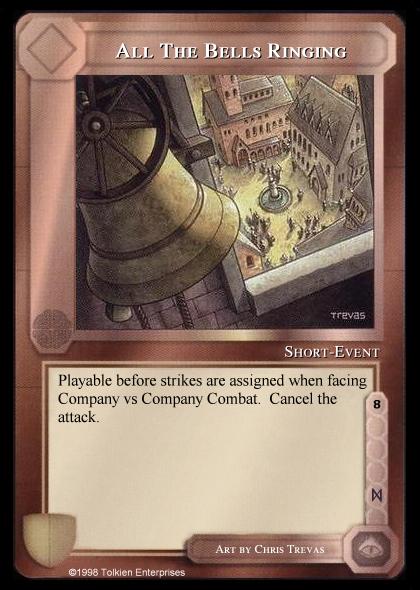 ALL THE BELLS RINGING
TREVAS
SHORT-EVENT
Playable before strikes are assigned when facing
Company vs Company Combat.  Cancel the
attack.
8
ᛞ
ART BY CHRIS TREVAS
©1998 Tolkien Enterprises